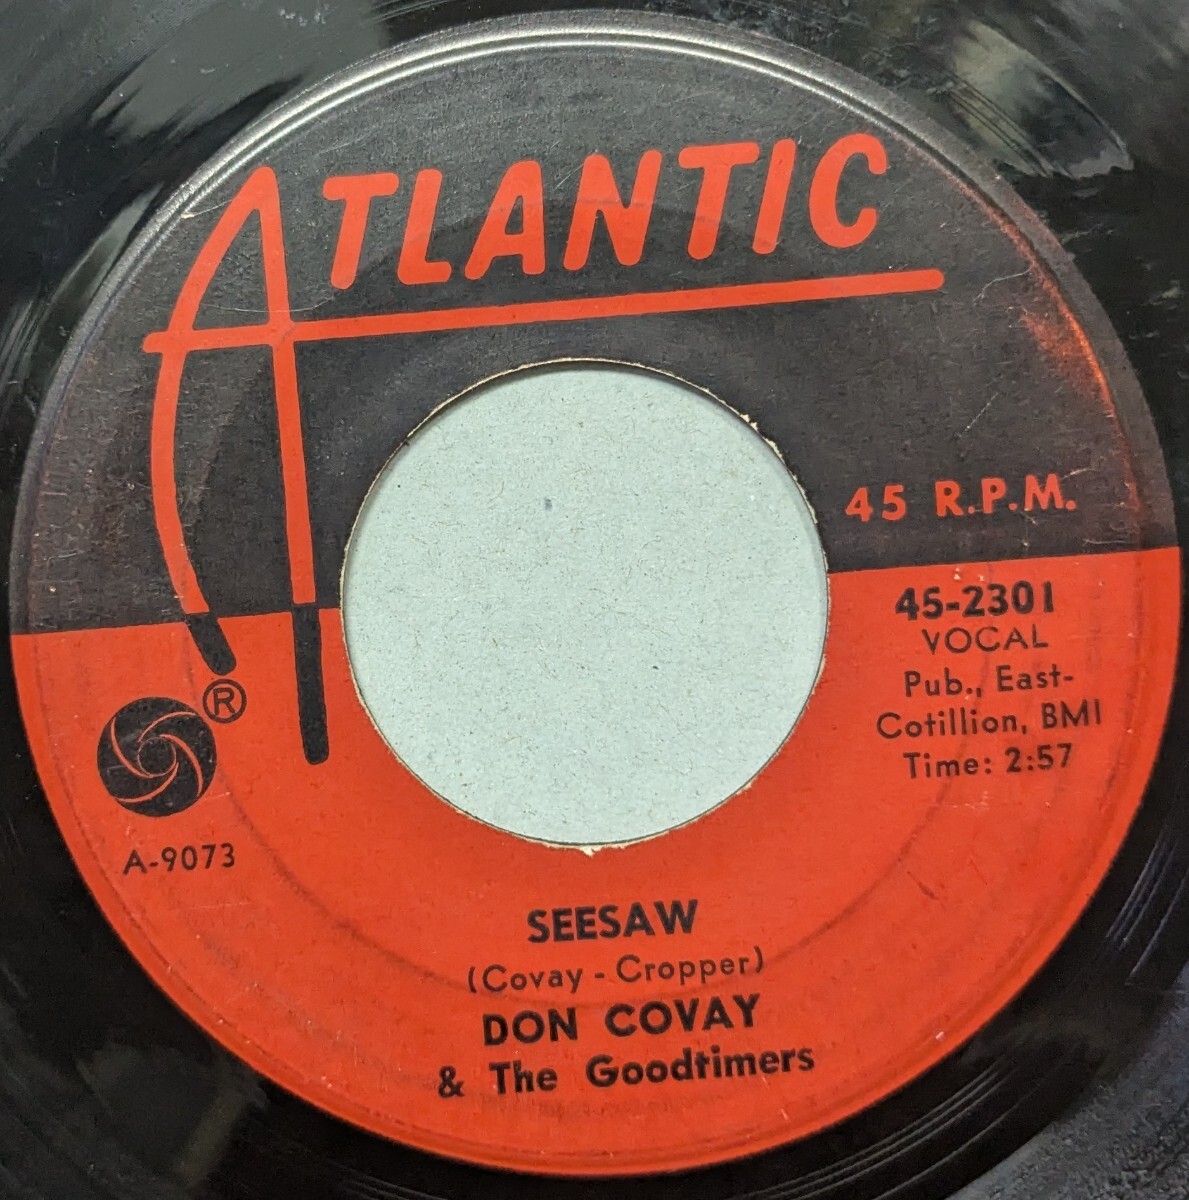 ATLANTIC
45 R.P.M.
45-2301
VOCAL
Pub., East-
Cotillion, BMI
Time: 2:57
®
A-9073
SEESAW
(Covay - Cropper)
DON COVAY
& The Goodtimers